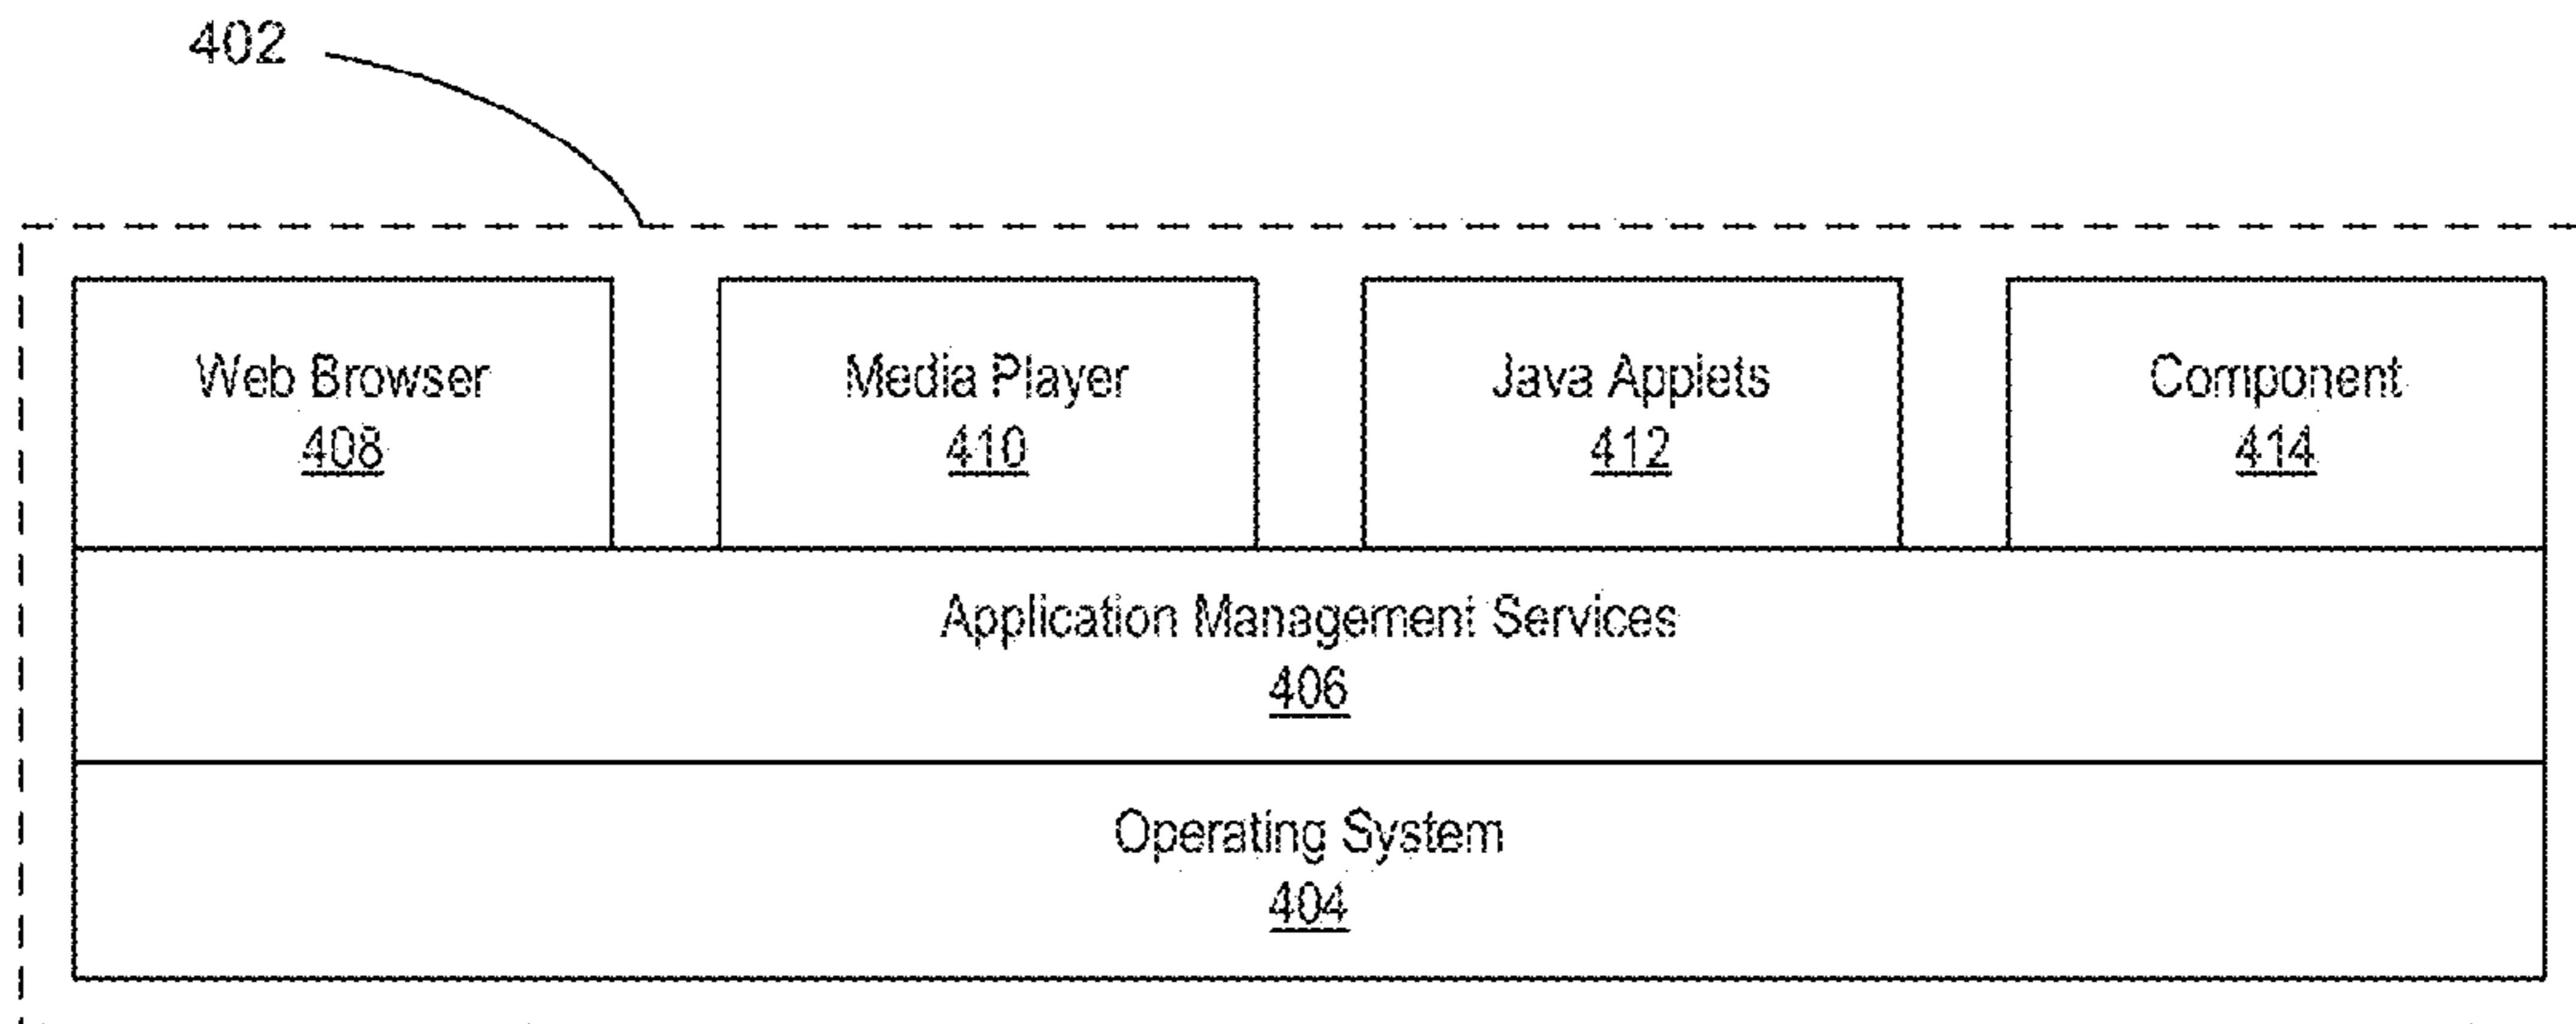 402
Web Browser
408
Media Player
410
Java Applets
412
Component
414
Application Management Services
406
Operating System
404